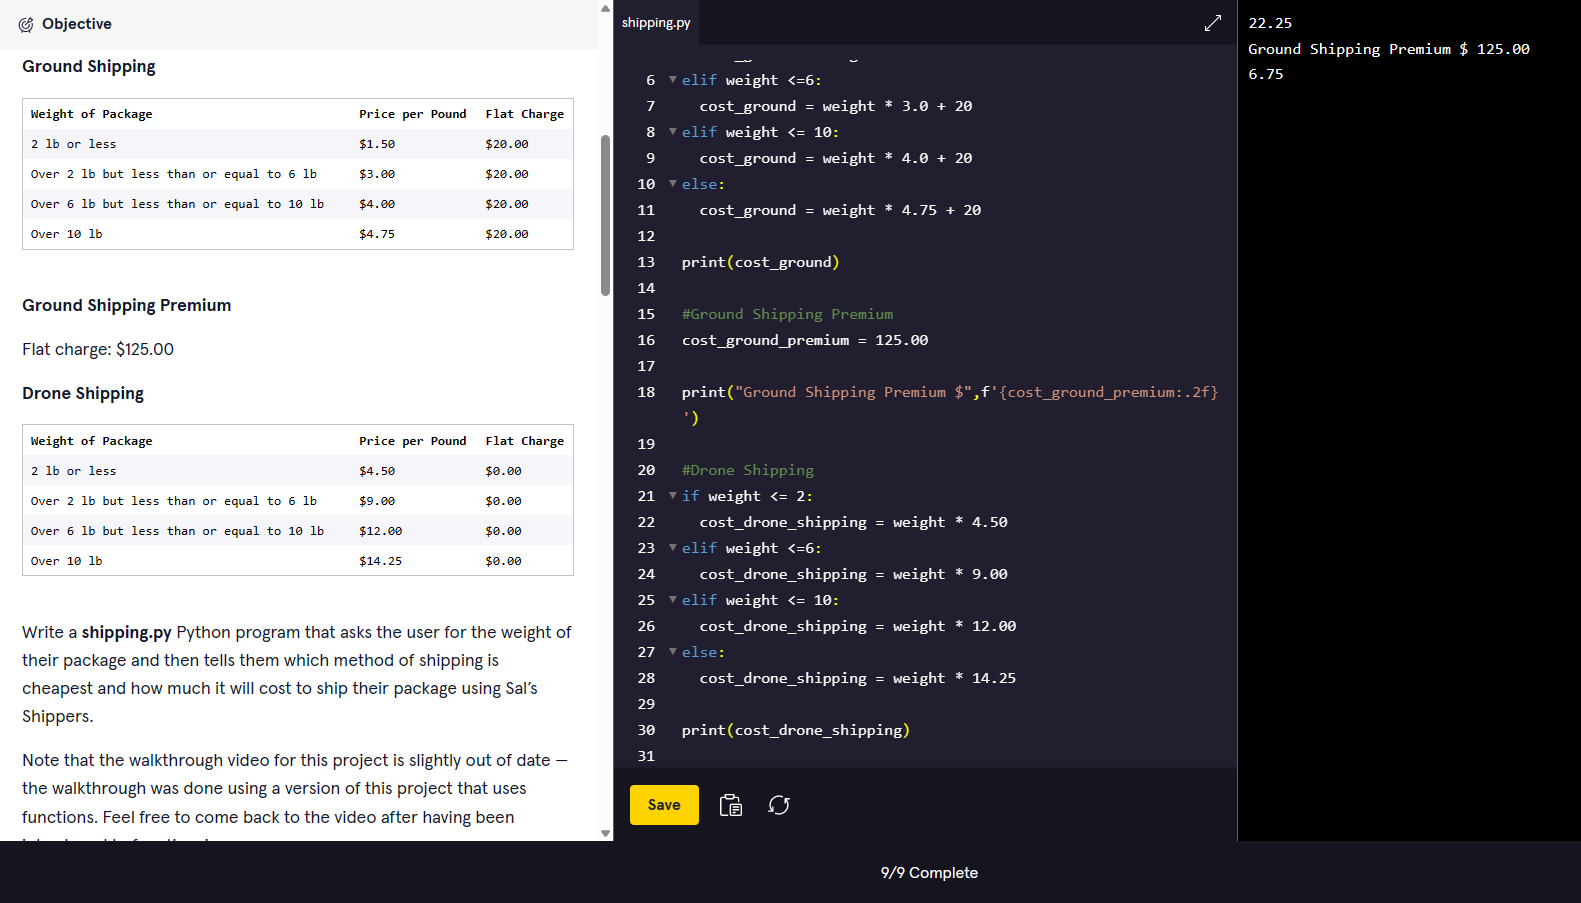 Objective
Ground Shipping
Weight of Package Price per Pound Flat Charge
2 lb or less $1.50 $20.00
Over 2 lb but less than or equal to 6 lb $3.00 $20.00
Over 6 lb but less than or equal to 10 lb $4.00 $20.00
Over 10 lb $4.75 $20.00
Ground Shipping Premium
Flat charge: $125.00
Drone Shipping
Weight of Package Price per Pound Flat Charge
2 lb or less $4.50 $0.00
Over 2 lb but less than or equal to 6 lb $9.00 $0.00
Over 6 lb but less than or equal to 10 lb $12.00 $0.00
Over 10 lb $14.25 $0.00
Write a shipping.py Python program that asks the user for the weight of
their package and then tells them which method of shipping is
cheapest and how much it will cost to ship their package using Sal's
Shippers.
Note that the walkthrough video for this project is slightly out of date —
the walkthrough was done using a version of this project that uses
functions. Feel free to come back to the video after having been
shipping.py
6 elif weight <=6:
7 cost_ground = weight * 3.0 + 20
8 elif weight <= 10:
9 cost_ground = weight * 4.0 + 20
10 else:
11 cost_ground = weight * 4.75 + 20
12
13 print(cost_ground)
14
15 #Ground Shipping Premium
16 cost_ground_premium = 125.00
17
18 print("Ground Shipping Premium $",f'{cost_ground_premium:.2f}
')
19
20 #Drone Shipping
21 if weight <= 2:
22 cost_drone_shipping = weight * 4.50
23 elif weight <=6:
24 cost_drone_shipping = weight * 9.00
25 elif weight <= 10:
26 cost_drone_shipping = weight * 12.00
27 else:
28 cost_drone_shipping = weight * 14.25
29
30 print(cost_drone_shipping)
31
Save
22.25
Ground Shipping Premium $ 125.00
6.75
9/9 Complete